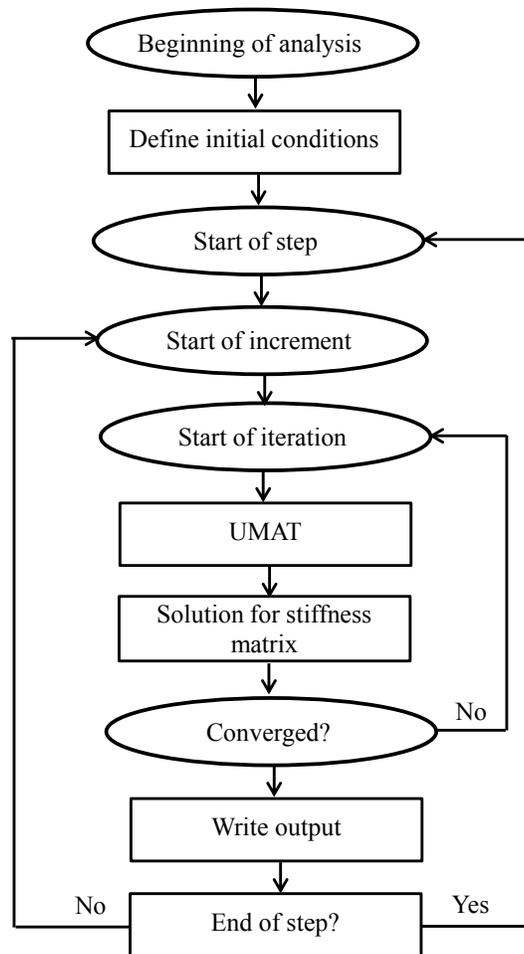 Beginning of analysis
Define initial conditions
Start of step
Start of increment
Start of iteration
UMAT
Solution for stiffness
matrix
Converged?
No
Write output
No
End of step?
Yes